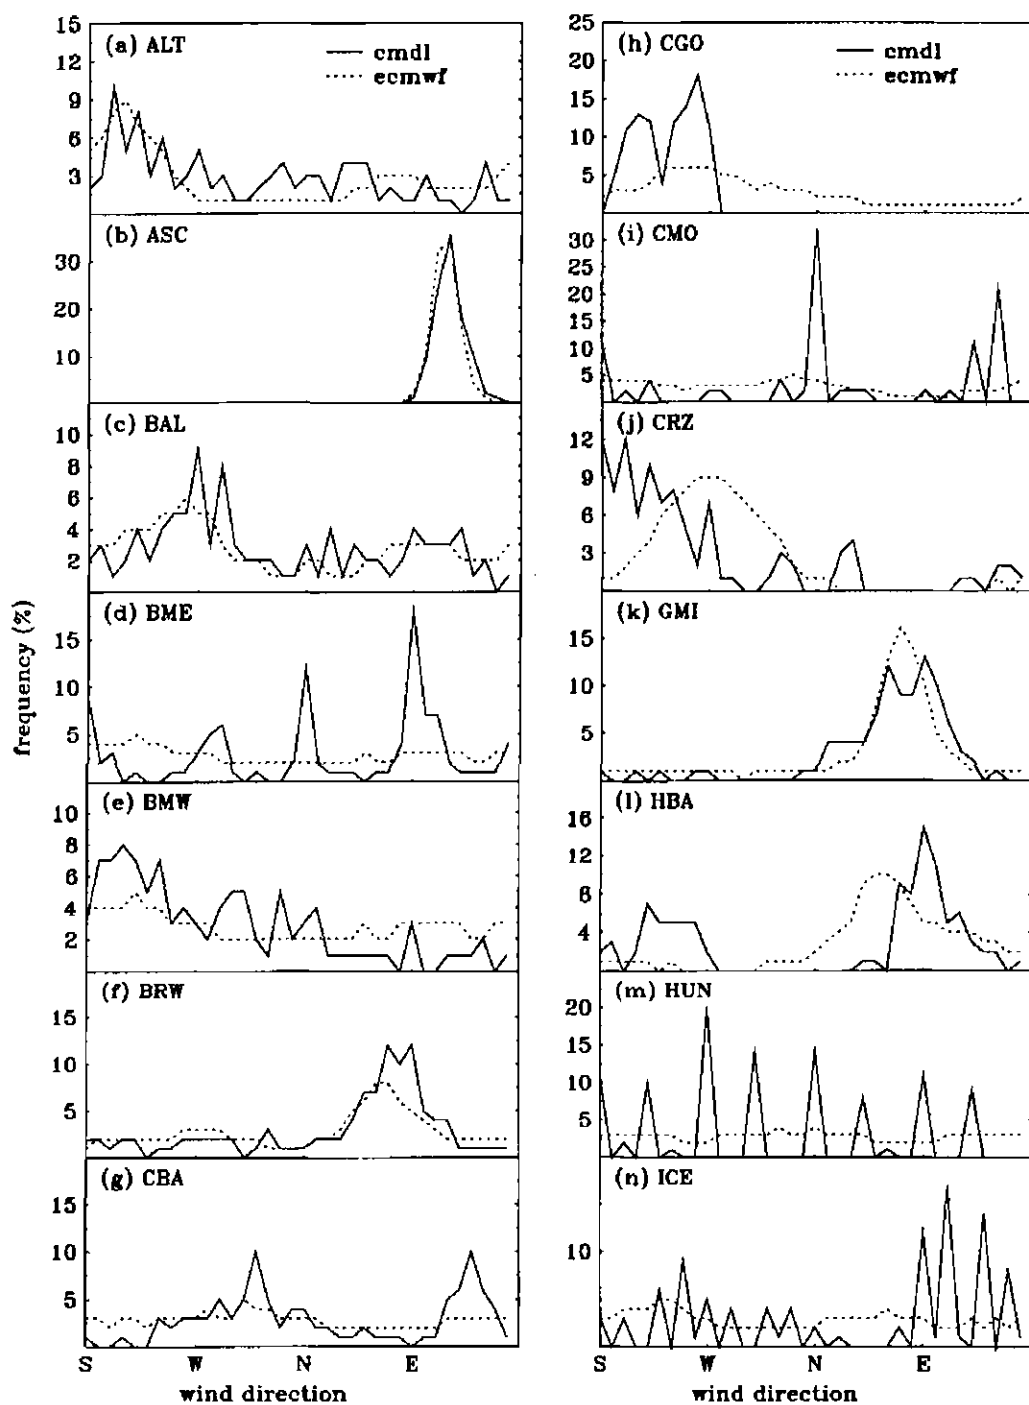 (a) ALT
cmdl
ecmwf
15
12
9
6
3
(b) ASC
30
20
10
(c) BAL
10
8
6
4
2
(d) BME
15
10
5
(e) BMW
10
8
6
4
2
(f) BRW
15
10
5
(g) CBA
15
10
5
S W N E
wind direction
frequency (%)
(h) CGO
cmdl
ecmwf
25
20
15
10
5
(i) CMO
30
25
20
15
10
5
(j) CRZ
12
9
6
3
(k) GMI
15
10
5
(l) HBA
16
12
8
4
(m) HUN
20
15
10
5
(n) ICE
10
S W N E
wind direction